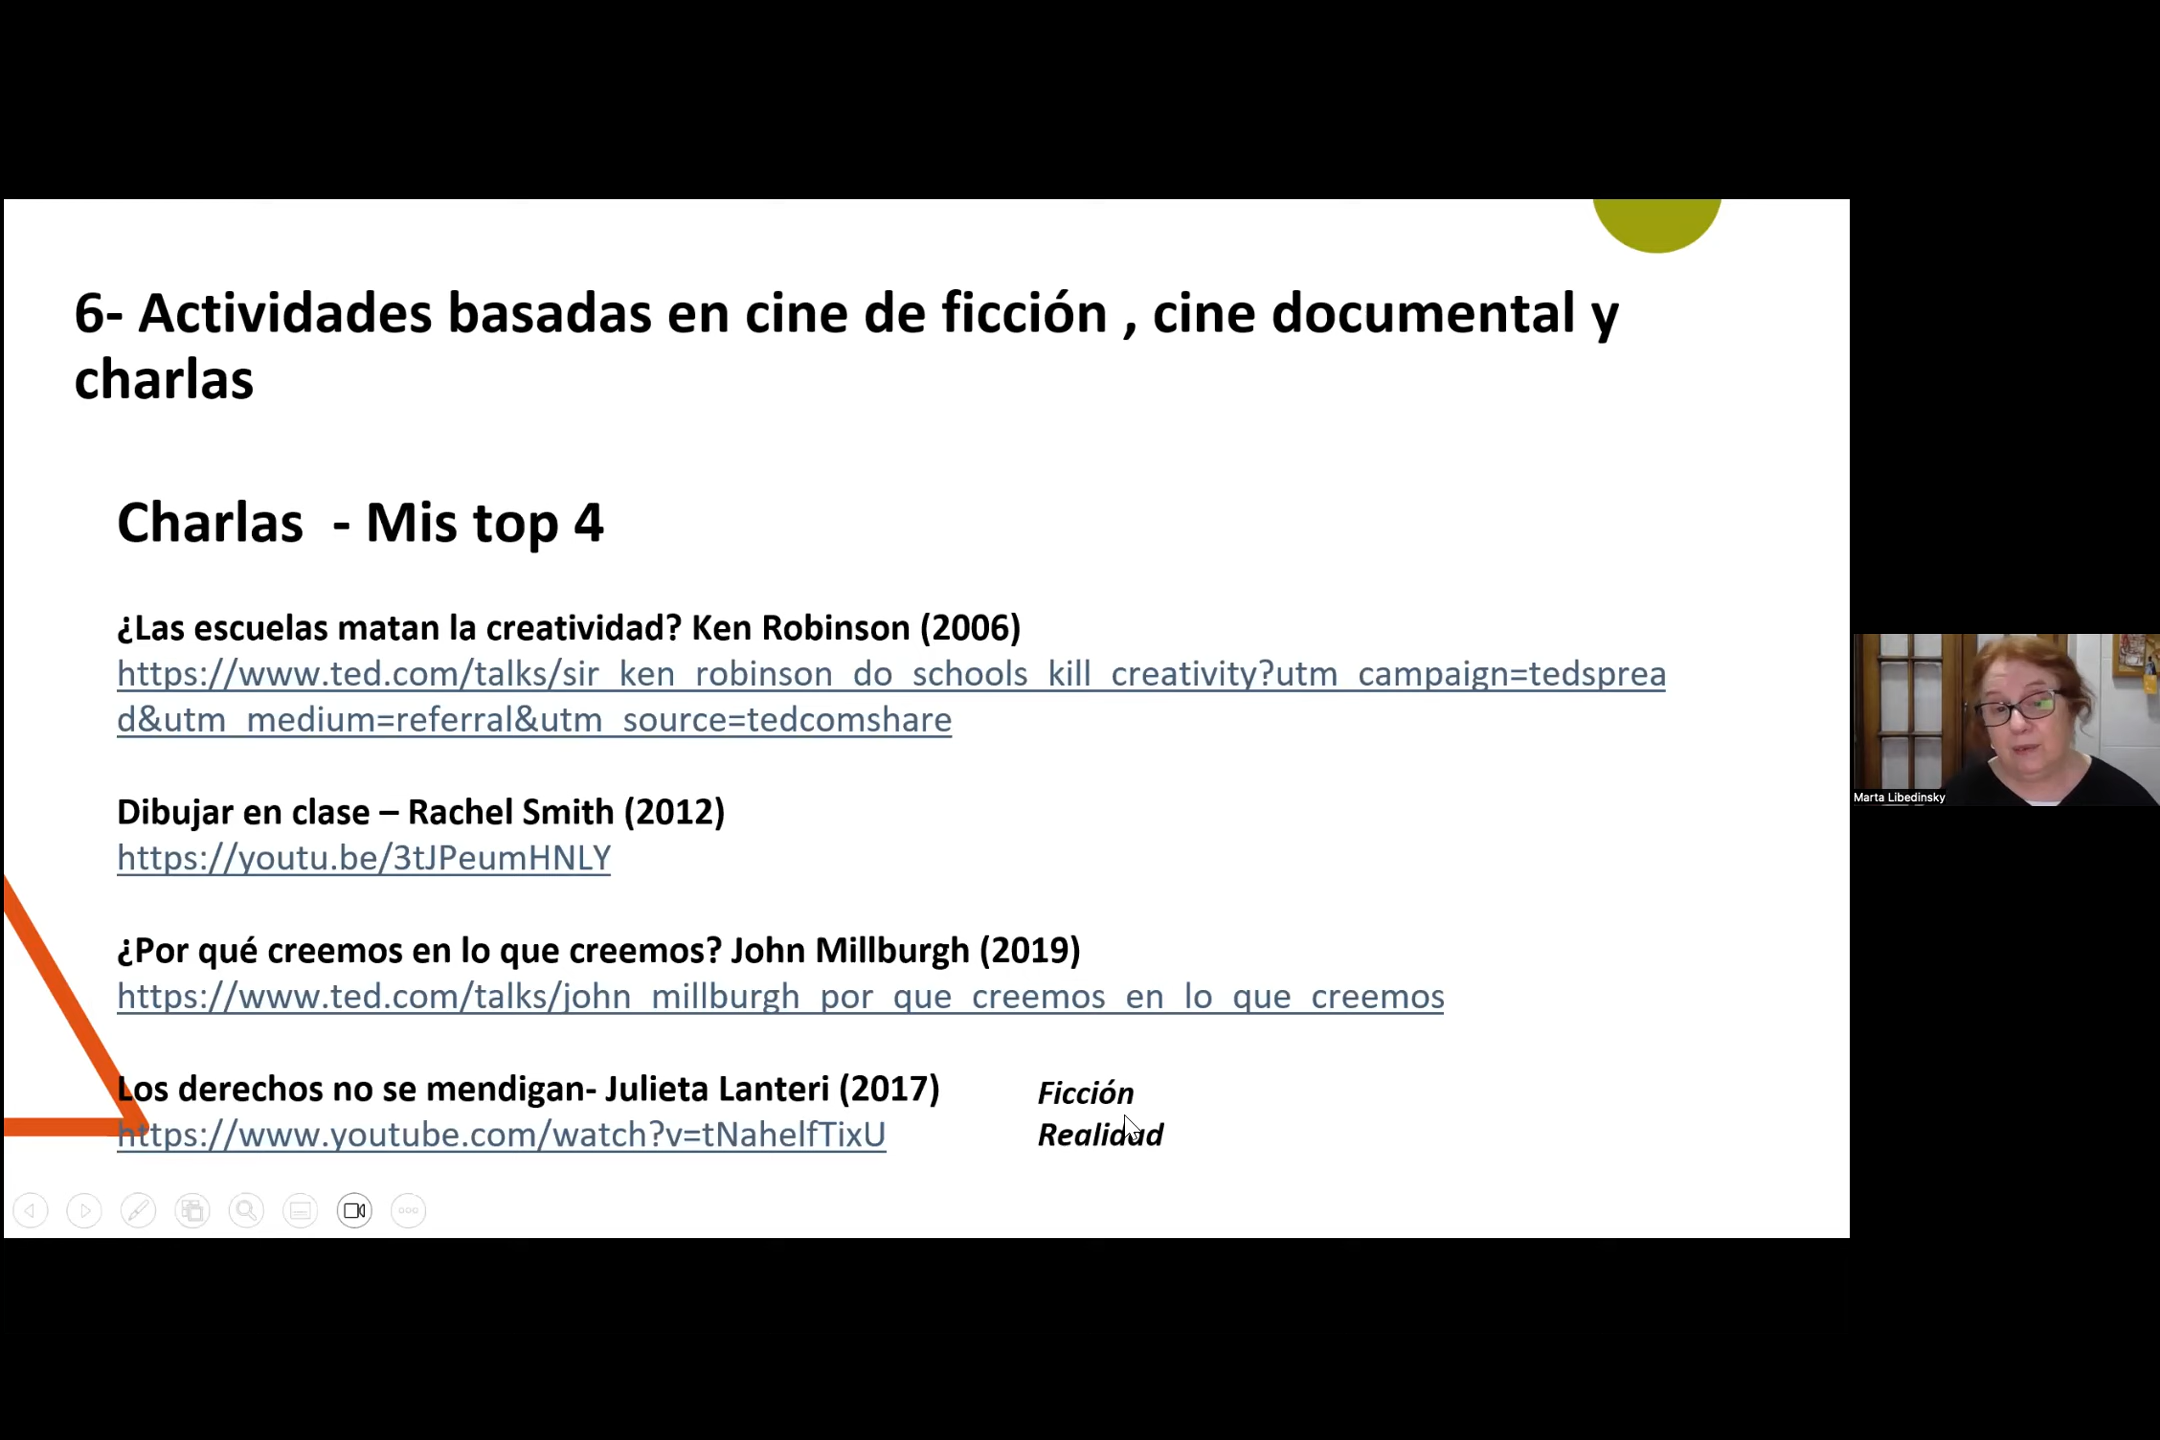 6- Actividades basadas en cine de ficción , cine documental y
charlas
Charlas  - Mis top 4
¿Las escuelas matan la creatividad? Ken Robinson (2006)
https://www.ted.com/talks/sir_ken_robinson_do_schools_kill_creativity?utm_campaign=tedsprea
d&utm_medium=referral&utm_source=tedcomshare
Dibujar en clase – Rachel Smith (2012)
https://youtu.be/3tJPeumHNLY
¿Por qué creemos en lo que creemos? John Millburgh (2019)
https://www.ted.com/talks/john_millburgh_por_que_creemos_en_lo_que_creemos
Los derechos no se mendigan- Julieta Lanteri (2017)
https://www.youtube.com/watch?v=tNahelfTixU
Ficción
Realidad
Marta Libedinsky